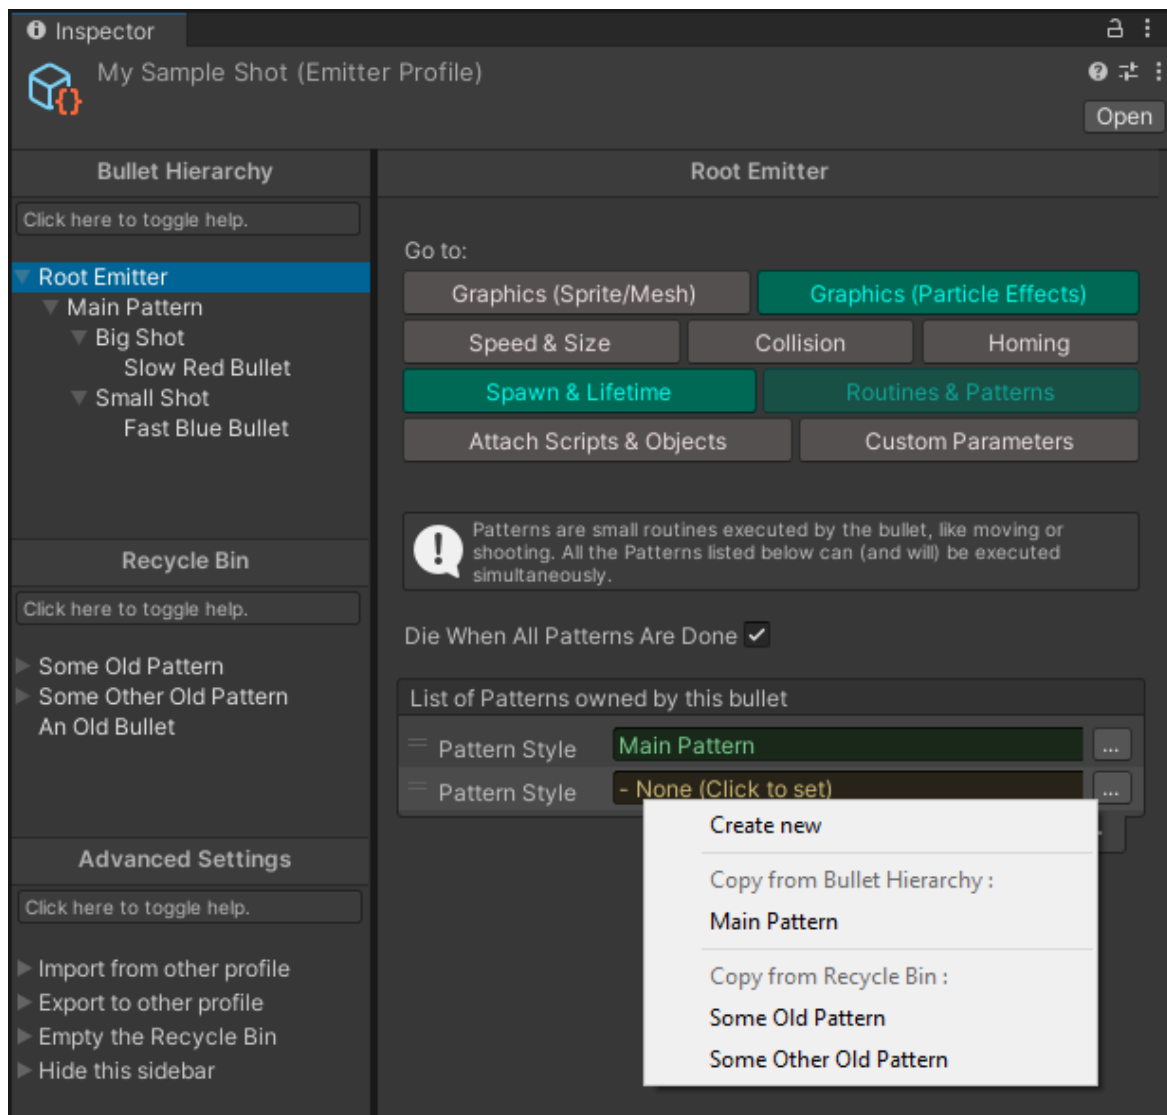 Inspector
My Sample Shot (Emitter Profile)
Open
Bullet Hierarchy
Click here to toggle help.
Root Emitter
Main Pattern
Big Shot
Slow Red Bullet
Small Shot
Fast Blue Bullet
Recycle Bin
Click here to toggle help.
Some Old Pattern
Some Other Old Pattern
An Old Bullet
Advanced Settings
Click here to toggle help.
Import from other profile
Export to other profile
Empty the Recycle Bin
Hide this sidebar
Root Emitter
Go to:
Graphics (Sprite/Mesh)
Graphics (Particle Effects)
Speed & Size
Collision
Homing
Spawn & Lifetime
Routines & Patterns
Attach Scripts & Objects
Custom Parameters
Patterns are small routines executed by the bullet, like moving or
shooting. All the Patterns listed below can (and will) be executed
simultaneously.
Die When All Patterns Are Done
List of Patterns owned by this bullet
Pattern Style
Main Pattern
...
Pattern Style
- None (Click to set)
...
Create new
Copy from Bullet Hierarchy :
Main Pattern
Copy from Recycle Bin :
Some Old Pattern
Some Other Old Pattern